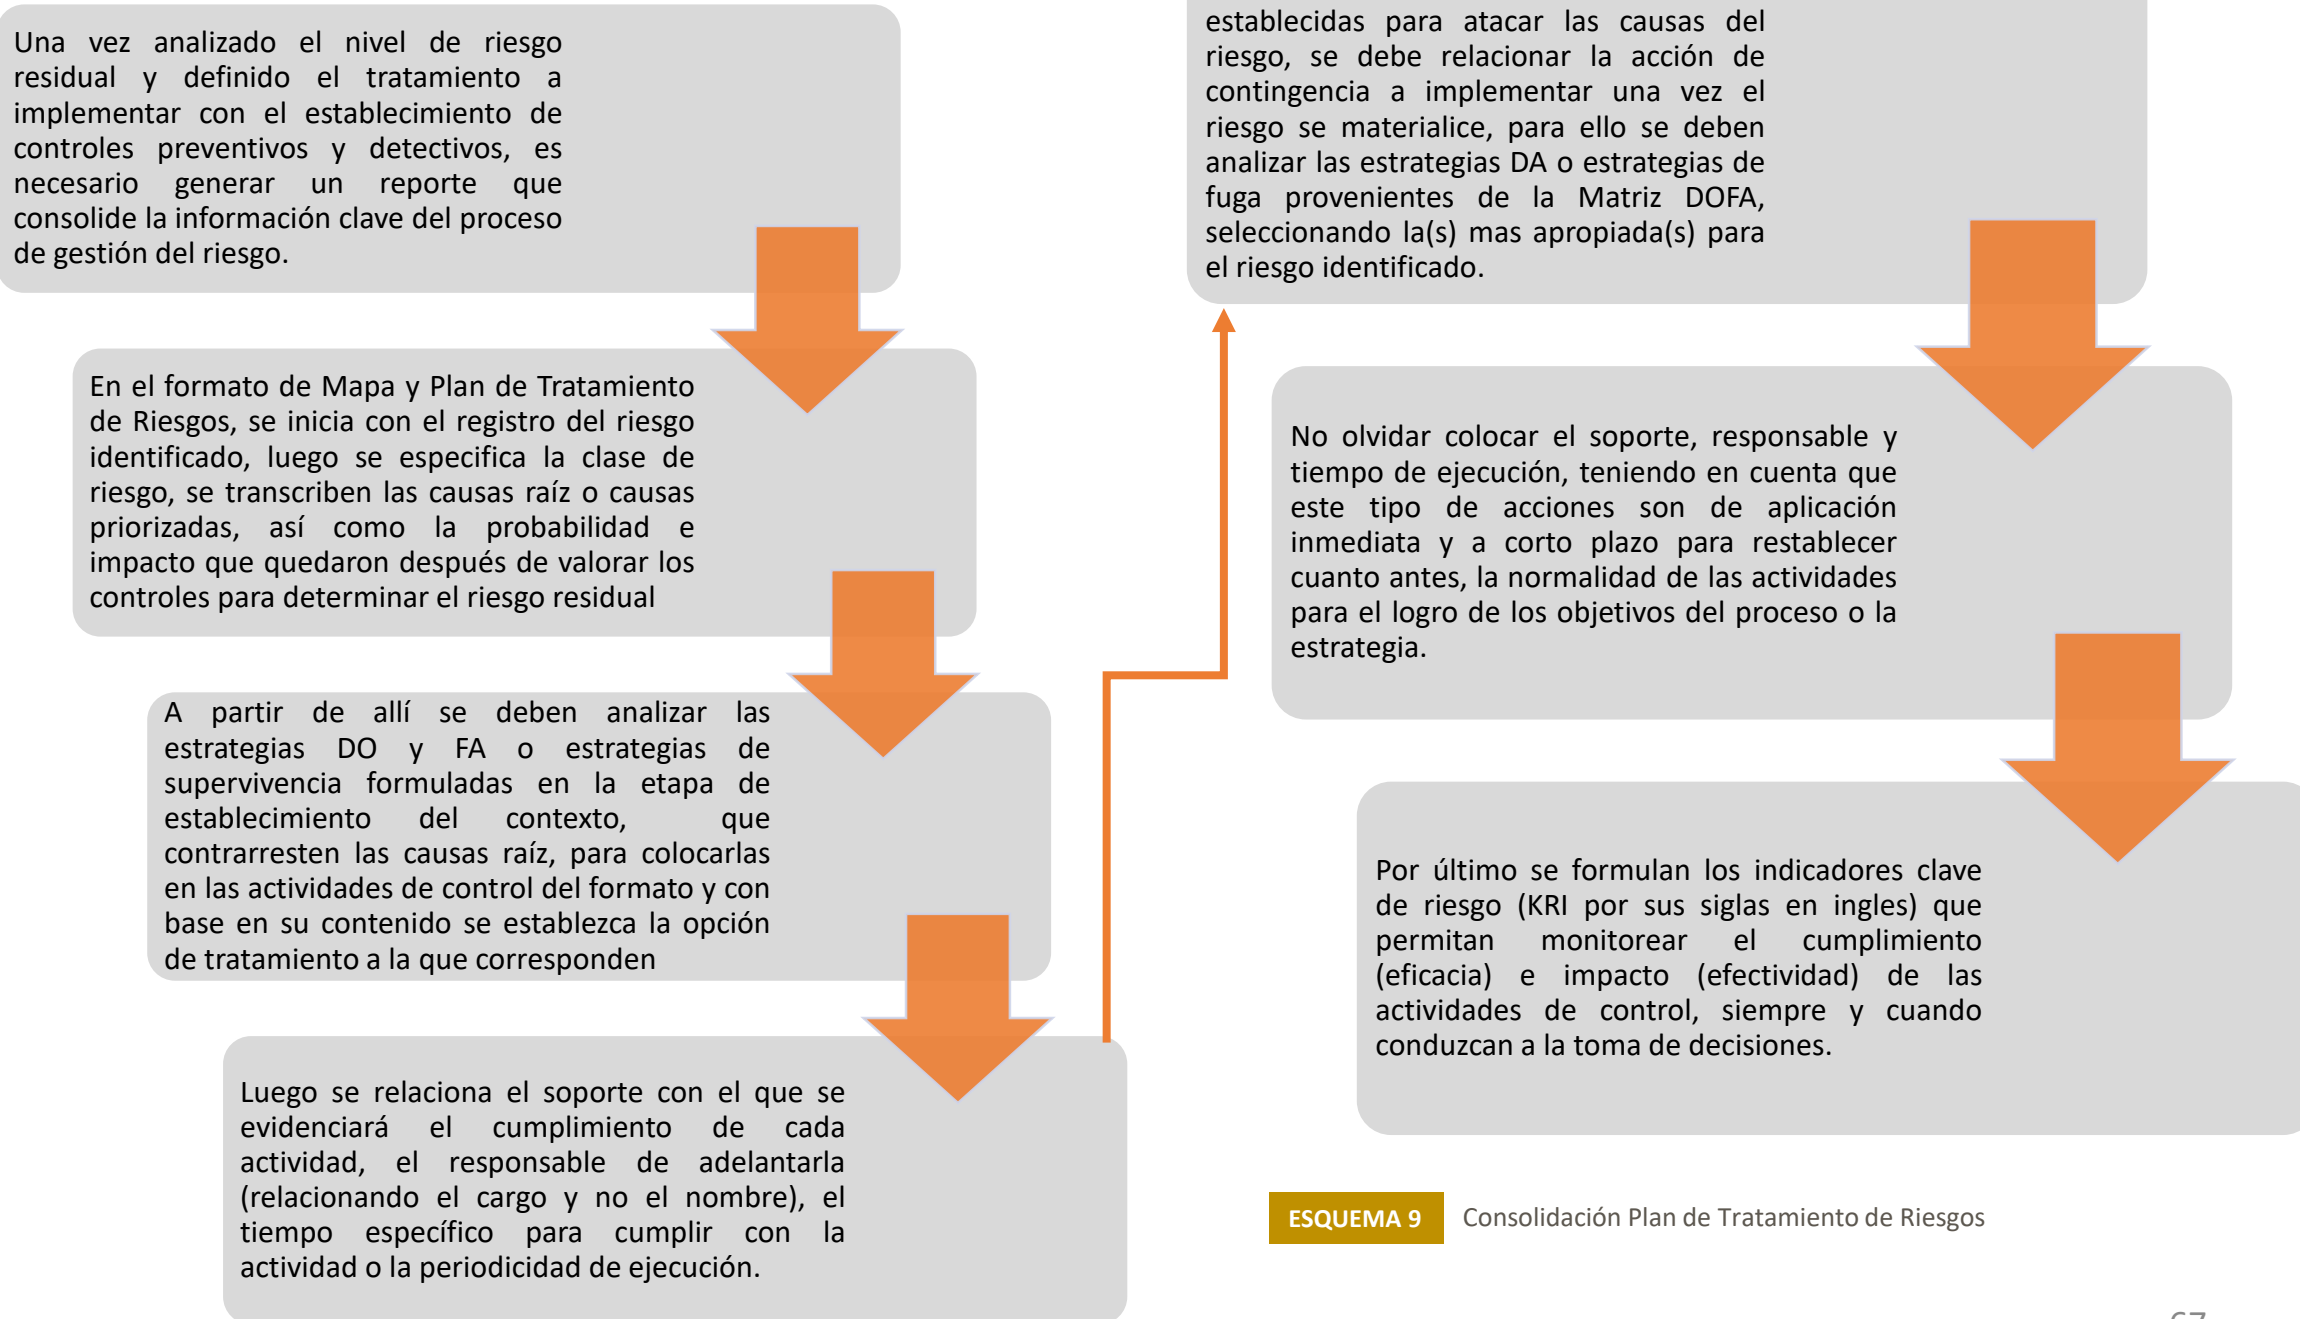 Una vez analizado el nivel de riesgo
residual y definido el tratamiento a
implementar con el establecimiento de
controles preventivos y detectivos, es
necesario generar un reporte que
consolide la información clave del proceso
de gestión del riesgo.
En el formato de Mapa y Plan de Tratamiento
de Riesgos, se inicia con el registro del riesgo
identificado, luego se especifica la clase de
riesgo, se transcriben las causas raíz o causas
priorizadas, así como la probabilidad e
impacto que quedaron después de valorar los
controles para determinar el riesgo residual
A partir de allí se deben analizar las
estrategias DO y FA o estrategias de
supervivencia formuladas en la etapa de
establecimiento del contexto, que
contrarresten las causas raíz, para colocarlas
en las actividades de control del formato y con
base en su contenido se establezca la opción
de tratamiento a la que corresponden
Luego se relaciona el soporte con el que se
evidenciará el cumplimiento de cada
actividad, el responsable de adelantarla
(relacionando el cargo y no el nombre), el
tiempo específico para cumplir con la
actividad o la periodicidad de ejecución.
establecidas para atacar las causas del
riesgo, se debe relacionar la acción de
contingencia a implementar una vez el
riesgo se materialice, para ello se deben
analizar las estrategias DA o estrategias de
fuga provenientes de la Matriz DOFA,
seleccionando la(s) mas apropiada(s) para
el riesgo identificado.
No olvidar colocar el soporte, responsable y
tiempo de ejecución, teniendo en cuenta que
este tipo de acciones son de aplicación
inmediata y a corto plazo para restablecer
cuanto antes, la normalidad de las actividades
para el logro de los objetivos del proceso o la
estrategia.
Por último se formulan los indicadores clave
de riesgo (KRI por sus siglas en ingles) que
permitan monitorear el cumplimiento
(eficacia) e impacto (efectividad) de las
actividades de control, siempre y cuando
conduzcan a la toma de decisiones.
ESQUEMA 9 Consolidación Plan de Tratamiento de Riesgos